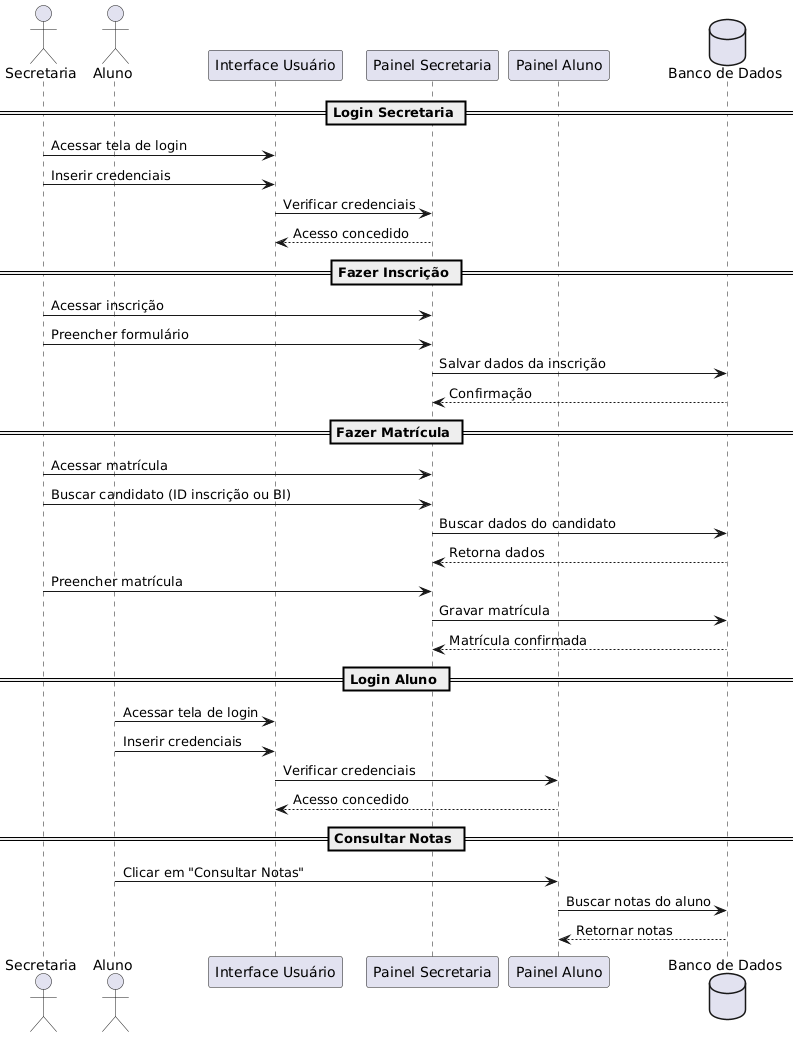 Secretaria
Aluno
Interface Usuário
Painel Secretaria
Painel Aluno
Banco de Dados
Login Secretaria
Acessar tela de login
Inserir credenciais
Verificar credenciais
Acesso concedido
Fazer Inscrição
Acessar inscrição
Preencher formulário
Salvar dados da inscrição
Confirmação
Fazer Matrícula
Acessar matrícula
Buscar candidato (ID inscrição ou BI)
Buscar dados do candidato
Retorna dados
Preencher matrícula
Gravar matrícula
Matrícula confirmada
Login Aluno
Acessar tela de login
Inserir credenciais
Verificar credenciais
Acesso concedido
Consultar Notas
Clicar em "Consultar Notas"
Buscar notas do aluno
Retornar notas
Secretaria
Aluno
Interface Usuário
Painel Secretaria
Painel Aluno
Banco de Dados